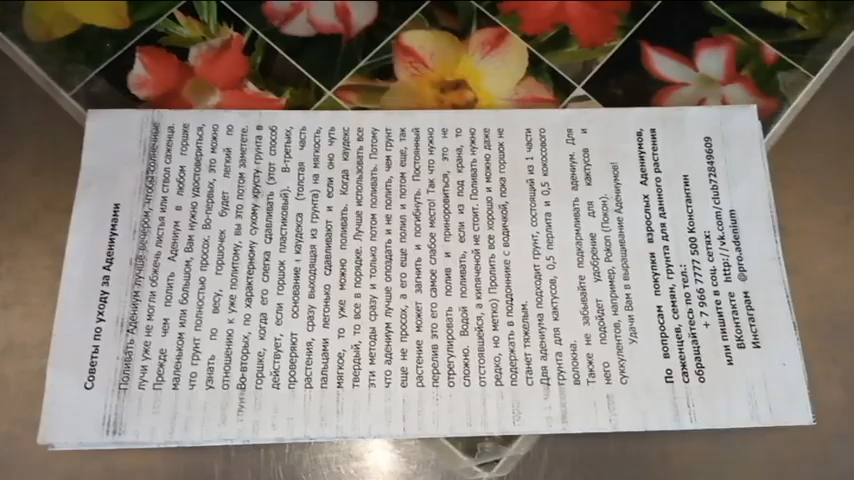 Советы по уходу за Адениумами
Поливать Адениум лучше вечером, чтобы солнечные
лучи уже не могли обжечь листья или ствол саженца.
Прежде чем полить Адениум в любом горшке
маленьком или большом, Вам нужно удостовериться,
что грунт полностью просох. Во-первых, это можно
узнать по весу, горшочек будет легкий по
отношению к уже политому, вы это потом заметете.
Во-вторых, по характерному сухому хрусту грунта в
горшке, когда его слегка сдавливать (этот способ
действует, если горшок пластиковый). В-третьих,
проверяют основание каудекса (толстая часть
растения, сразу выходящая из грунта) на мягкость,
пальцами легонько сдавливают и если оно чуть
мягкое, то уже можно поливать. Когда каудекс
твердый, то все в порядке. Лучше использовать все
эти методы сразу и только потом поливать. Потому
что адениум лучше опоздать и не полить, чем грунт
еще не просох, а его еще полил и потом еще, так
растение может загнить и погибнуть. Постоянный
перелив это его самое слабое место! Так что нужно
отрегулировать полив и приноровиться, это не
сложно. Водой поливать, если из под крана, то
отстоявшейся, а кипяченой не стоит. Поливать нужно
редко, но метко) Пролить все хорошо и можно даже
подержать в поддоннике с водичкой, пока горшок не
станет тяжелым.
Для адениума подходит грунт, состоящий из 1 части
грунта для кактусов, 0,5 перлита и 0,5 кокосового
волокна.
Также не забывайте подкармливать адениум. Для
него подойдет удобрение для кактусов и
суккулентов, например, Pokon (Покон).
Удачи Вам в выращивание Адениумов!
По вопросам покупки взрослых Адениумов,
саженцев, семян, грунта для данного растения
обращайтесь по тел.:
+ 7 966 7777 500 Константин
или пишите в соц. сетях:
ВКонтакте http://vk.com/club72849609
Инстаграм @pro.adenium